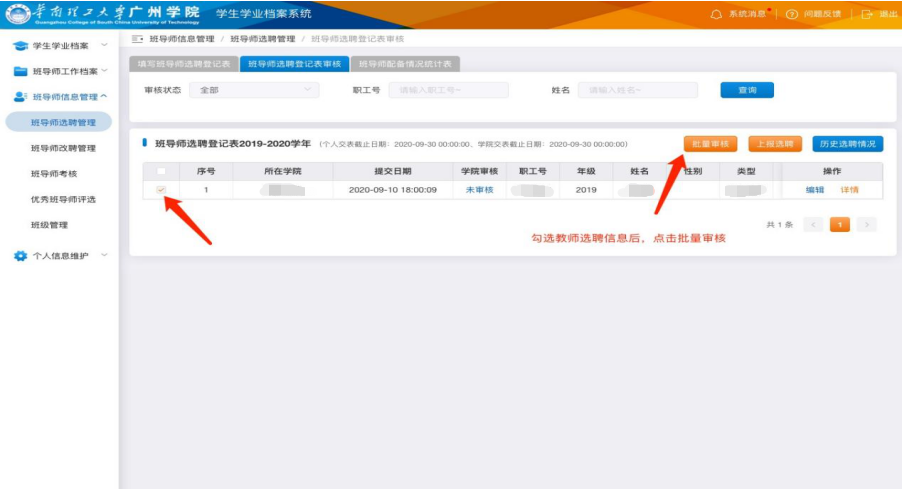 华南理工大学广州学院 学生学业档案系统 系统消息 问题反馈 退出
Guangzhou College of South China University of Technology
学生学业档案
班导师工作档案
班导师信息管理
班导师选聘管理
班导师改聘管理
班导师考核
优秀班导师评选
班级管理
个人信息维护
班导师信息管理 / 班导师选聘管理 / 班导师选聘登记表审核
填写班导师选聘登记表 班导师选聘登记表审核 班导师配备情况统计表
审核状态 全部 职工号 请输入职工号~ 姓名 请输入姓名~ 查询
班导师选聘登记表2019-2020学年 (个人交表截止日期: 2020-09-30 00:00:00, 学院交表截止日期: 2020-09-30 00:00:00) 批量审核 上报选聘 历史选聘情况
序号 所在学院 提交日期 学院审核 职工号 年级 姓名 性别 类型 操作
1 2020-09-10 18:00:09 未审核 2019 编辑 详情
共 1 条 < 1 >
勾选教师选聘信息后，点击批量审核